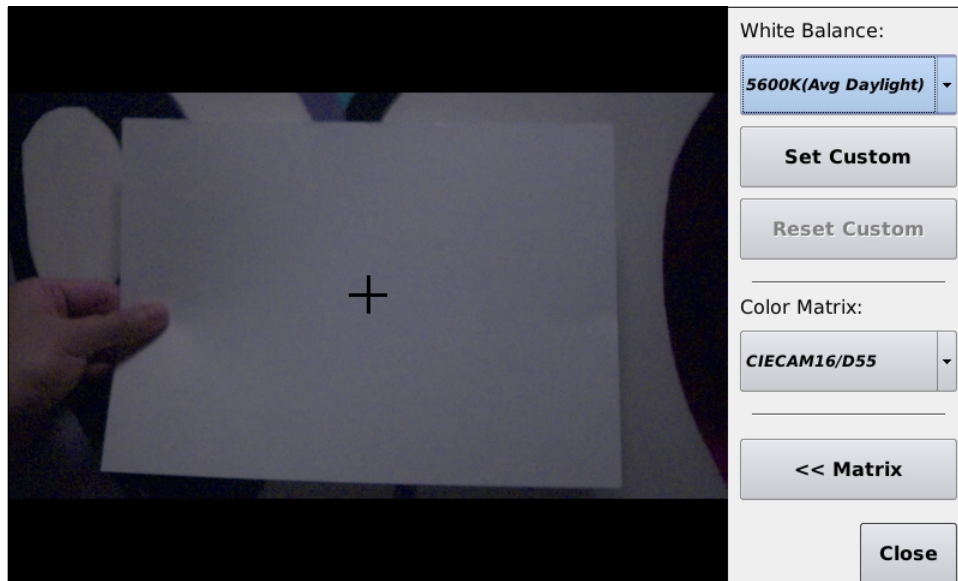 White Balance:
5600K(Avg Daylight)
Set Custom
Reset Custom
Color Matrix:
CIECAM16/D55
<< Matrix
Close